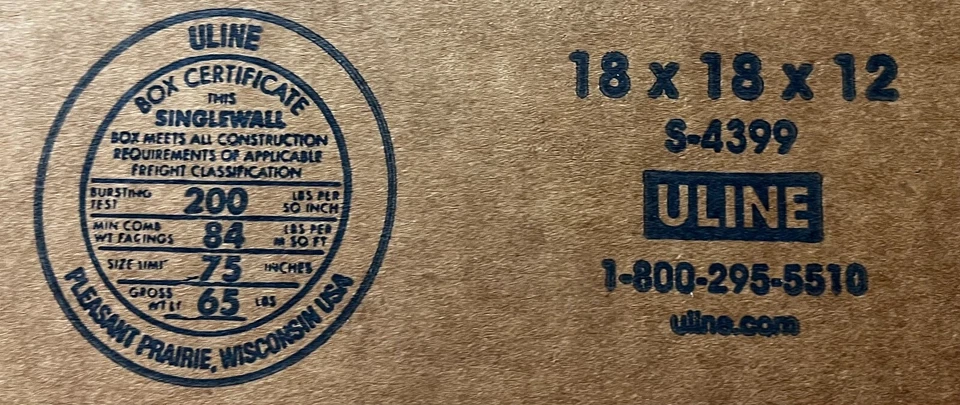 ULINE
BOX CERTIFICATE
THIS
SINGLEWALL
BOX MEETS ALL CONSTRUCTION
REQUIREMENTS OF APPLICABLE
FREIGHT CLASSIFICATION
BURSTING TEST 200 LBS PER SQ INCH
MIN COMB WT FACINGS 84 LBS PER M SQ FT
SIZE LIMIT 75 INCHES
GROSS WT LT 65 LBS
PLEASANT PRAIRIE, WISCONSIN USA
18 x 18 x 12
S-4399
ULINE
1-800-295-5510
uline.com